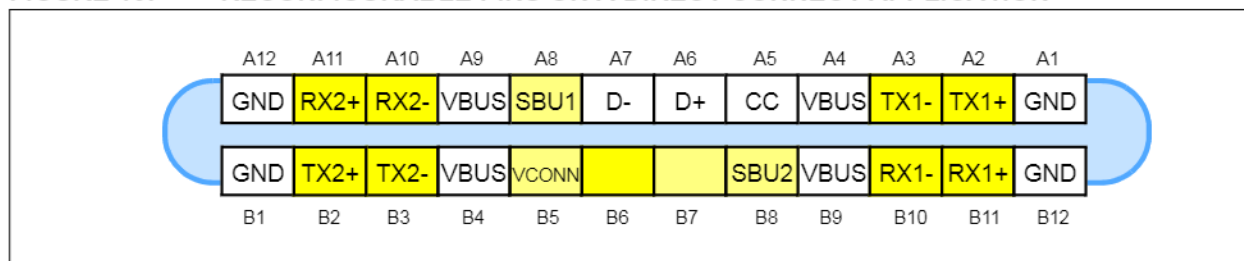 A12 A11 A10 A9 A8 A7 A6 A5 A4 A3 A2 A1
GND RX2+ RX2- VBUS SBU1 D- D+ CC VBUS TX1- TX1+ GND
GND TX2+ TX2- VBUS VCONN SBU2 VBUS RX1- RX1+ GND
B1 B2 B3 B4 B5 B6 B7 B8 B9 B10 B11 B12